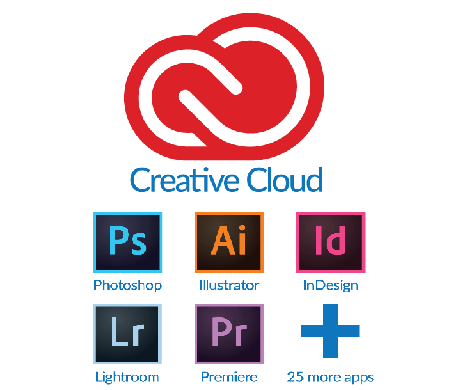 Creative Cloud
Ps Ai Id
Photoshop Illustrator InDesign
Lr Pr
Lightroom Premiere 25 more apps